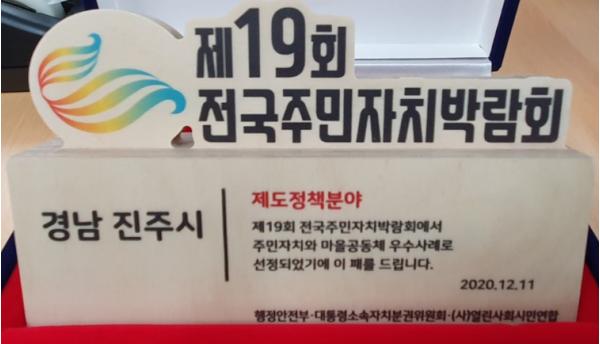 제19회
전국주민자치박람회
경남 진주시
제도정책분야
제19회 전국주민자치박람회에서
주민자치와 마을공동체 우수사례로
선정되었기에 이 패를 드립니다.
2020.12.11
행정안전부·대통령소속자치분권위원회·(사)열린사회시민연합